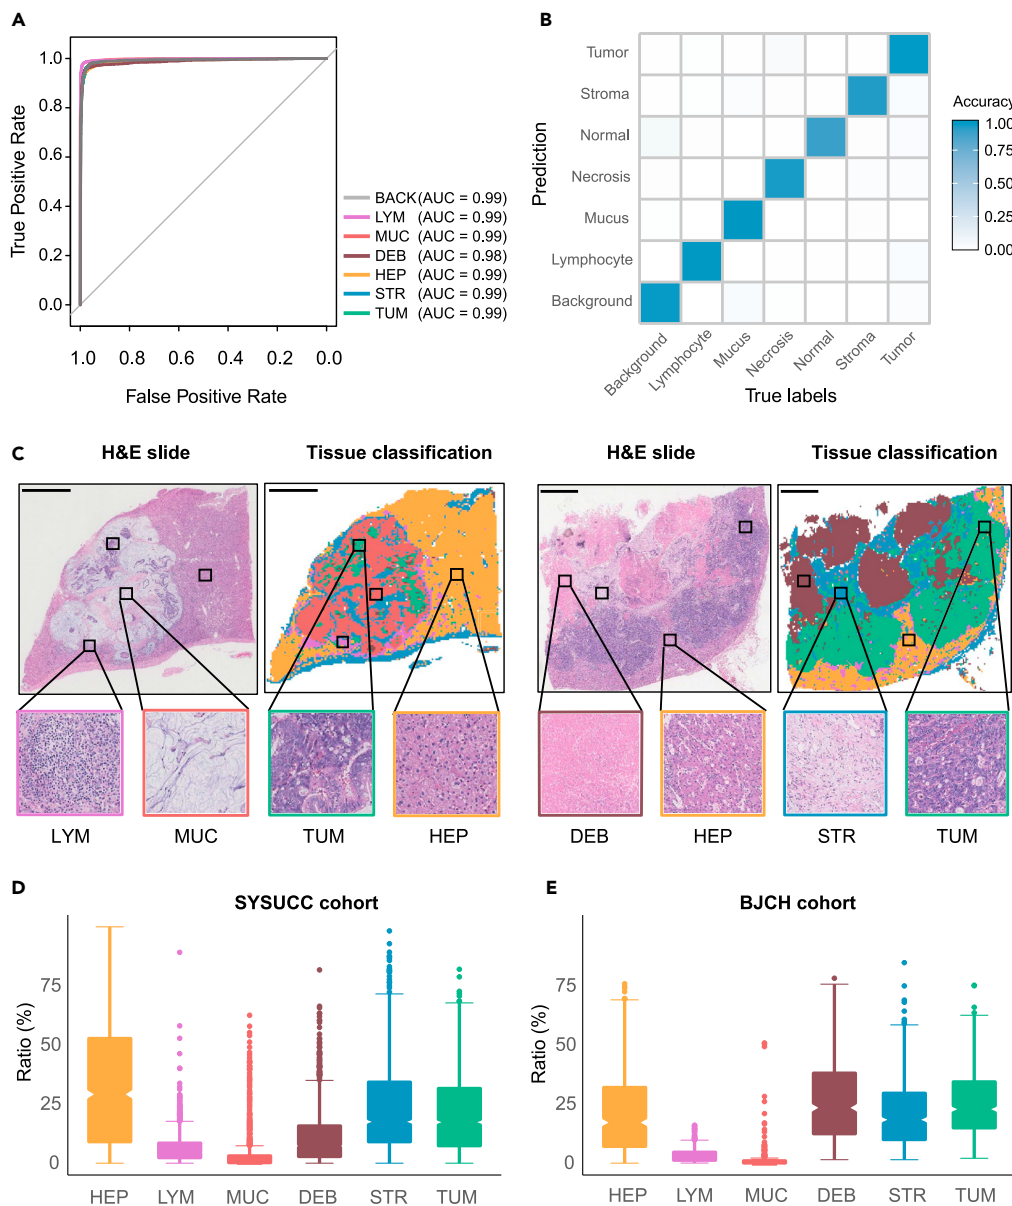 A
1.0
0.8
0.6
0.4
0.2
0.0
True Positive Rate
1.0 0.8 0.6 0.4 0.2 0.0
False Positive Rate
BACK (AUC = 0.99)
LYM (AUC = 0.99)
MUC (AUC = 0.99)
DEB (AUC = 0.98)
HEP (AUC = 0.99)
STR (AUC = 0.99)
TUM (AUC = 0.99)
B
Prediction
Tumor
Stroma
Normal
Necrosis
Mucus
Lymphocyte
Background
Background Lymphocyte Mucus Necrosis Normal Stroma Tumor
True labels
Accuracy
1.00
0.75
0.50
0.25
0.00
C
H&E slide Tissue classification H&E slide Tissue classification
LYM MUC TUM HEP DEB HEP STR TUM
D
SYSUCC cohort
Ratio (%)
75
50
25
0
HEP LYM MUC DEB STR TUM
E
BJCH cohort
Ratio (%)
75
50
25
0
HEP LYM MUC DEB STR TUM